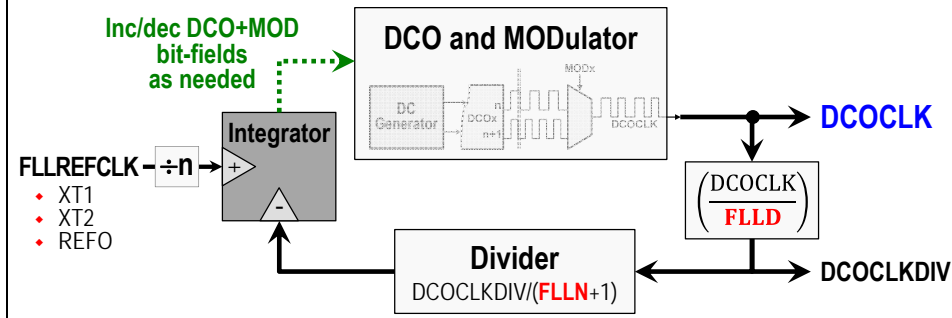 Inc/dec DCO+MOD
bit-fields
as needed
DCO and MODulator
DC
Generator
DCOx
n
n+1
MODx
DCOCLK
DCOCLK
Integrator
FLLREFCLK
÷n
+
-
XT1
XT2
REFO
DCOCLK
FLLD
Divider
DCOCLKDIV/(FLLN+1)
DCOCLKDIV